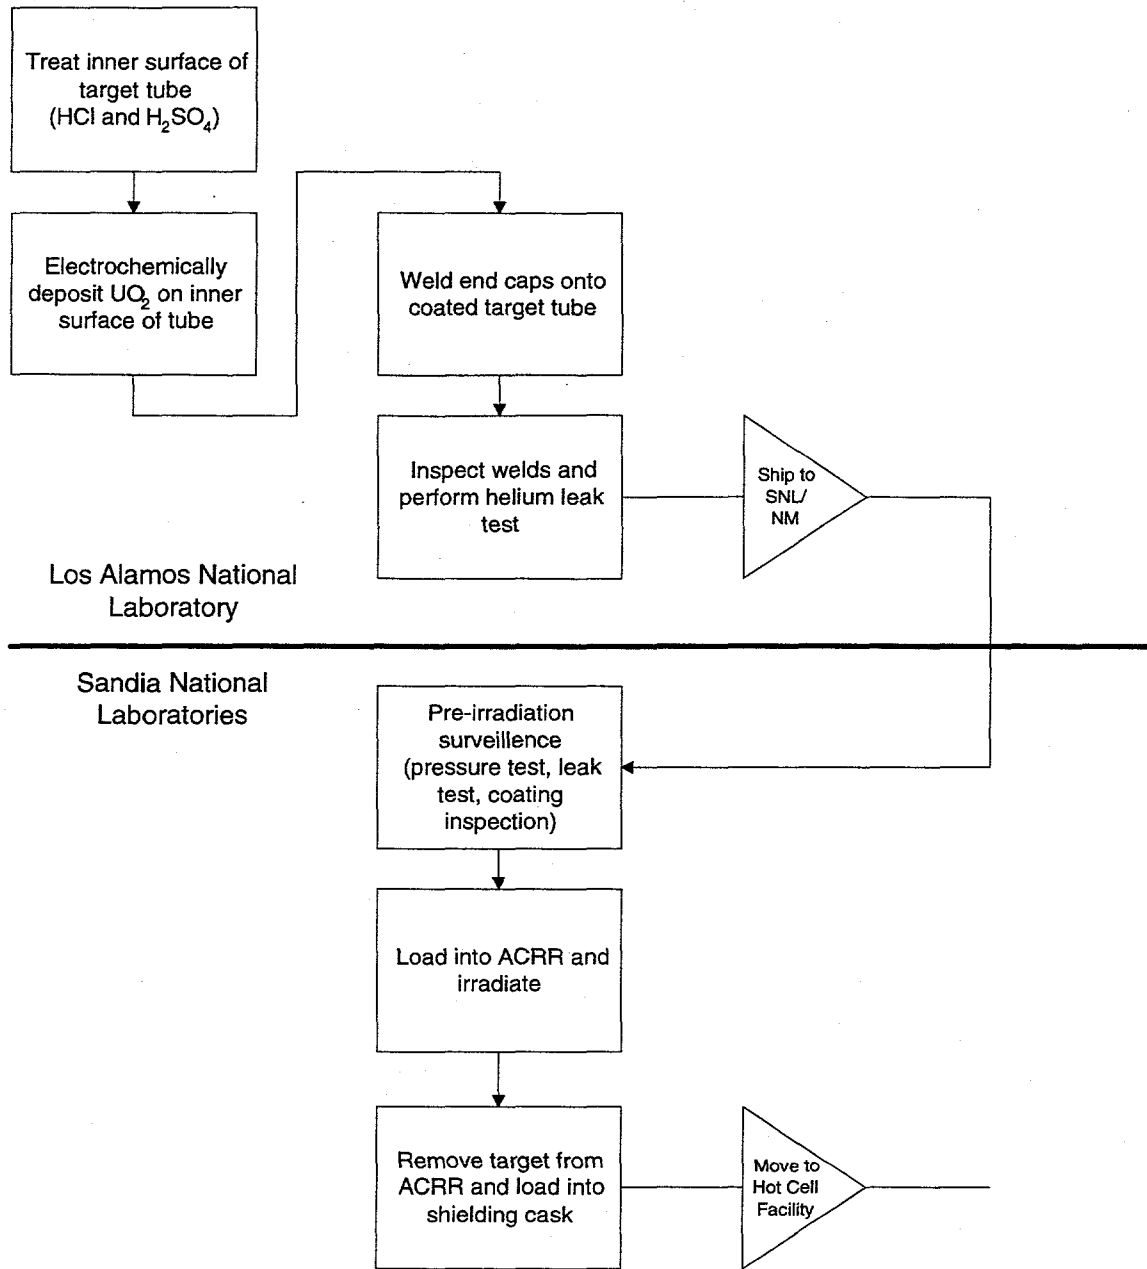 Treat inner surface of
target tube
(HCl and H₂SO₄)
Electrochemically
deposit UO₂ on inner
surface of tube
Weld end caps onto
coated target tube
Inspect welds and
perform helium leak
test
Ship to
SNL/
NM
Los Alamos National
Laboratory
Sandia National
Laboratories
Pre-irradiation
surveillence
(pressure test, leak
test, coating
inspection)
Load into ACRR and
irradiate
Remove target from
ACRR and load into
shielding cask
Move to
Hot Cell
Facility